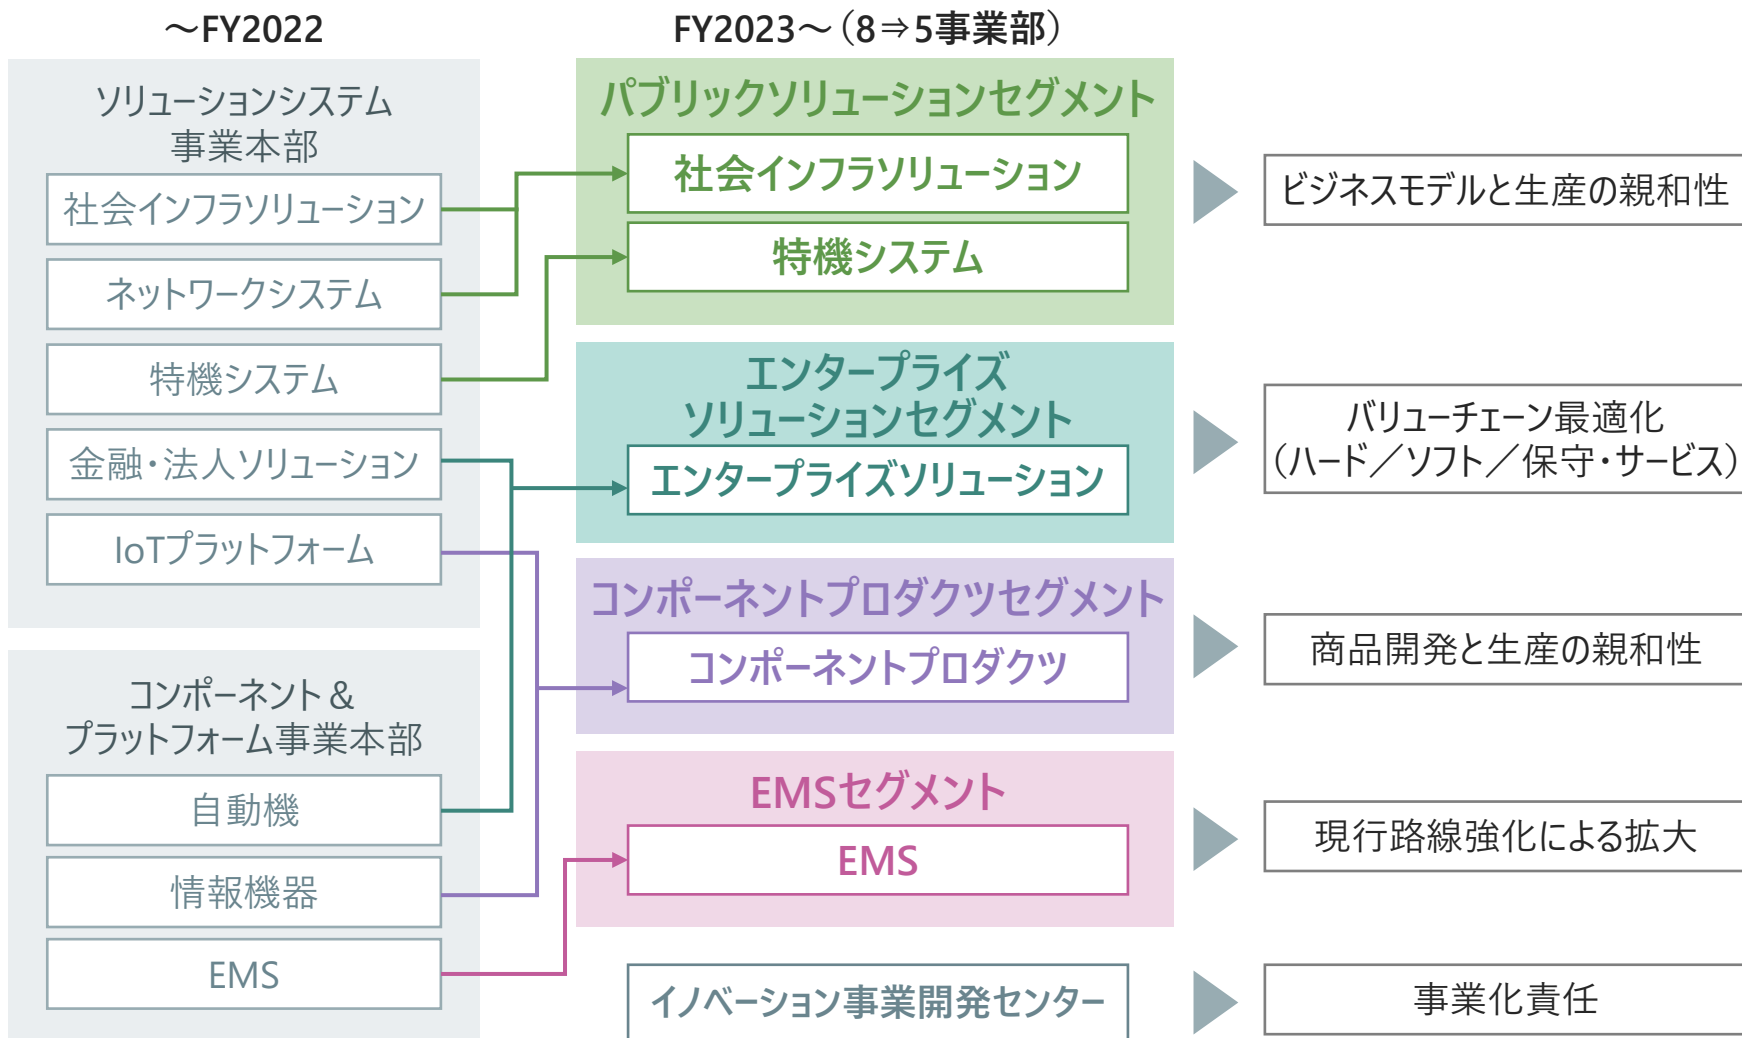 ～FY2022
ソリューションシステム
事業本部
社会インフラソリューション
ネットワークシステム
特機システム
金融・法人ソリューション
IoTプラットフォーム
コンポーネント＆
プラットフォーム事業本部
自動機
情報機器
EMS
FY2023～（8⇒5事業部）
パブリックソリューションセグメント
社会インフラソリューション
特機システム
エンタープライズ
ソリューションセグメント
エンタープライズソリューション
コンポーネントプロダクツセグメント
コンポーネントプロダクツ
EMSセグメント
EMS
イノベーション事業開発センター
ビジネスモデルと生産の親和性
バリューチェーン最適化
（ハード／ソフト／保守・サービス）
商品開発と生産の親和性
現行路線強化による拡大
事業化責任